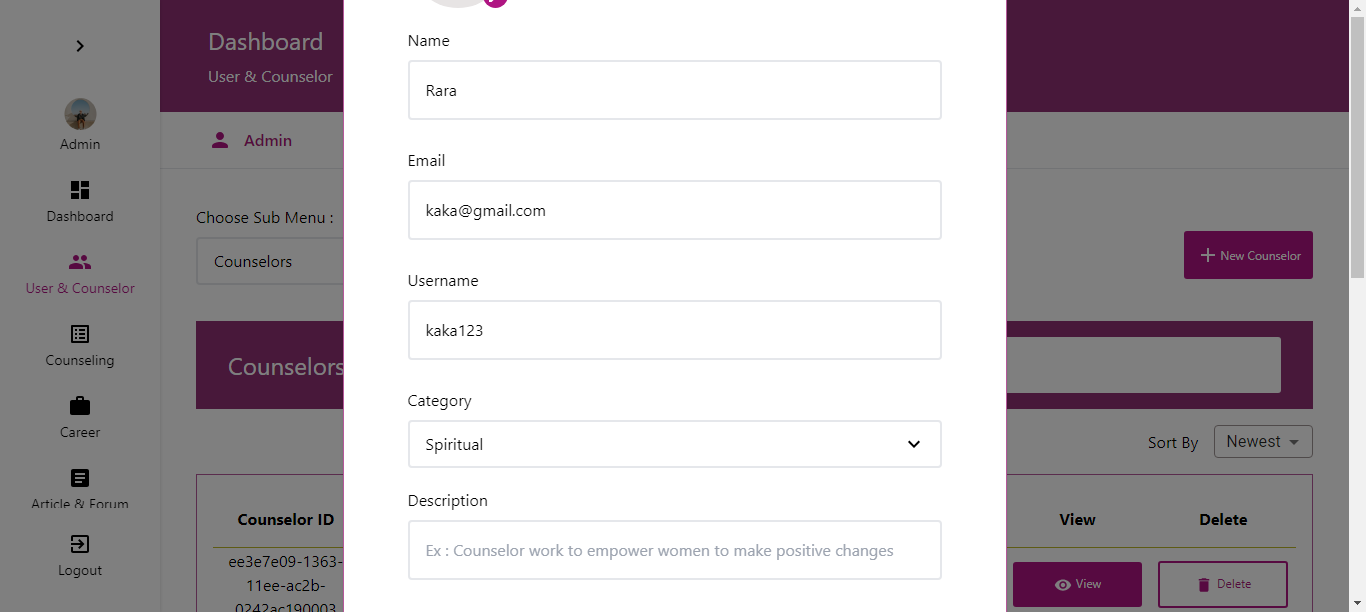 Dashboard
User & Counselor
Admin
Admin
Dashboard
User & Counselor
Counseling
Career
Article & Forum
Logout
Choose Sub Menu :
Counselors
New Counselor
Counselors
Sort By
Newest
Counselor ID
View
Delete
ee3e7e09-1363-
11ee-ac2b-
0242ac190003
View
Delete
Name
Rara
Email
kaka@gmail.com
Username
kaka123
Category
Spiritual
Description
Ex : Counselor work to empower women to make positive changes